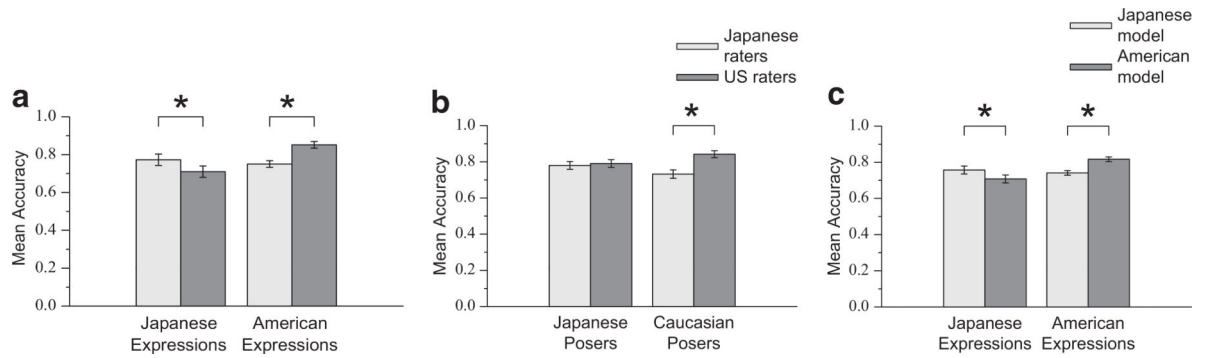 Japanese
raters
US raters
Japanese
model
American
model
a
*
*
1.0
0.8
0.6
0.4
0.2
0.0
Mean Accuracy
Japanese
Expressions
American
Expressions
b
*
1.0
0.8
0.6
0.4
0.2
0.0
Mean Accuracy
Japanese
Posers
Caucasian
Posers
c
*
*
1.0
0.8
0.6
0.4
0.2
0.0
Mean Accuracy
Japanese
Expressions
American
Expressions